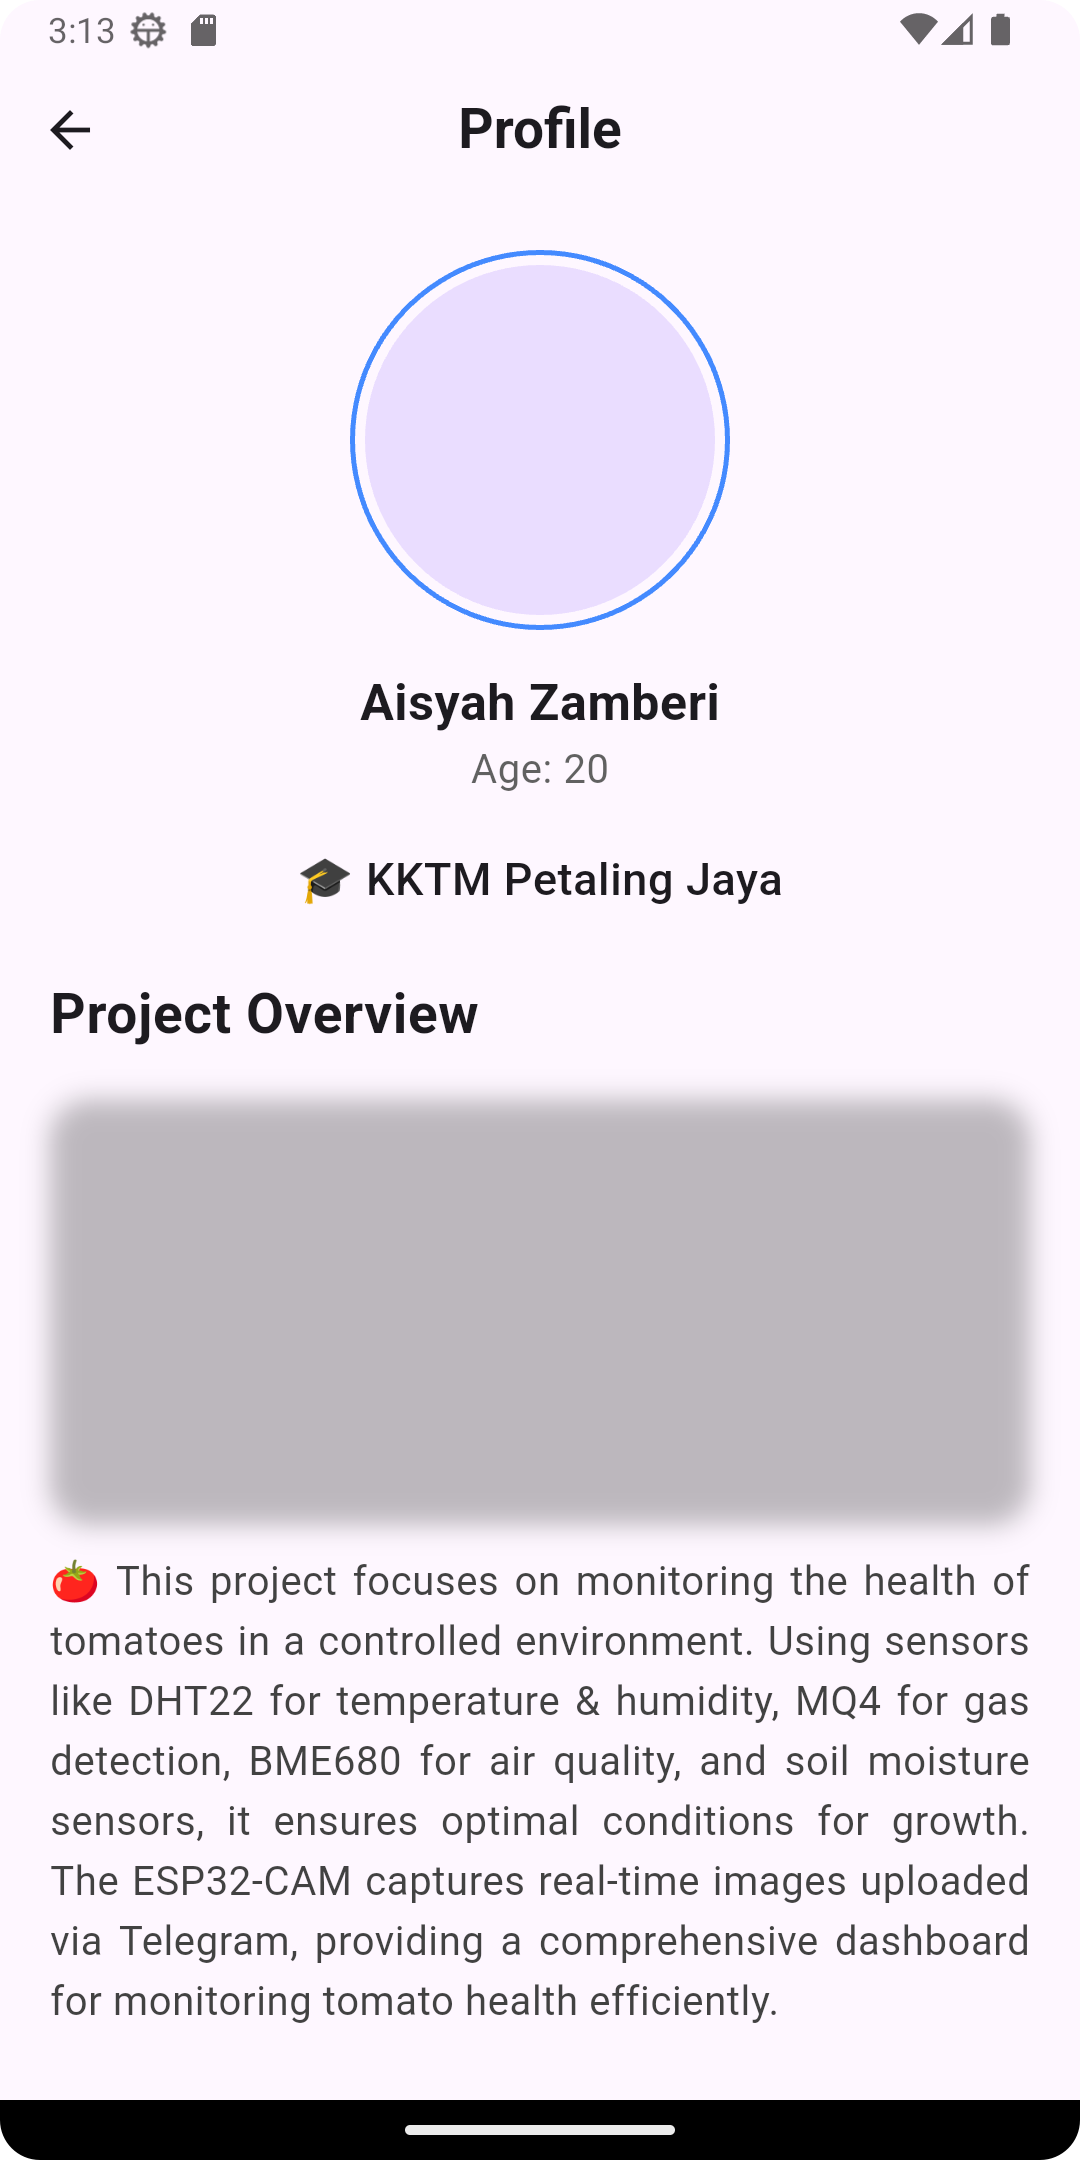 3:13
Profile
Aisyah Zamberi
Age: 20
🎓 KKTM Petaling Jaya
Project Overview
🍅 This project focuses on monitoring the health of
tomatoes in a controlled environment. Using sensors
like DHT22 for temperature & humidity, MQ4 for gas
detection, BME680 for air quality, and soil moisture
sensors, it ensures optimal conditions for growth.
The ESP32-CAM captures real-time images uploaded
via Telegram, providing a comprehensive dashboard
for monitoring tomato health efficiently.